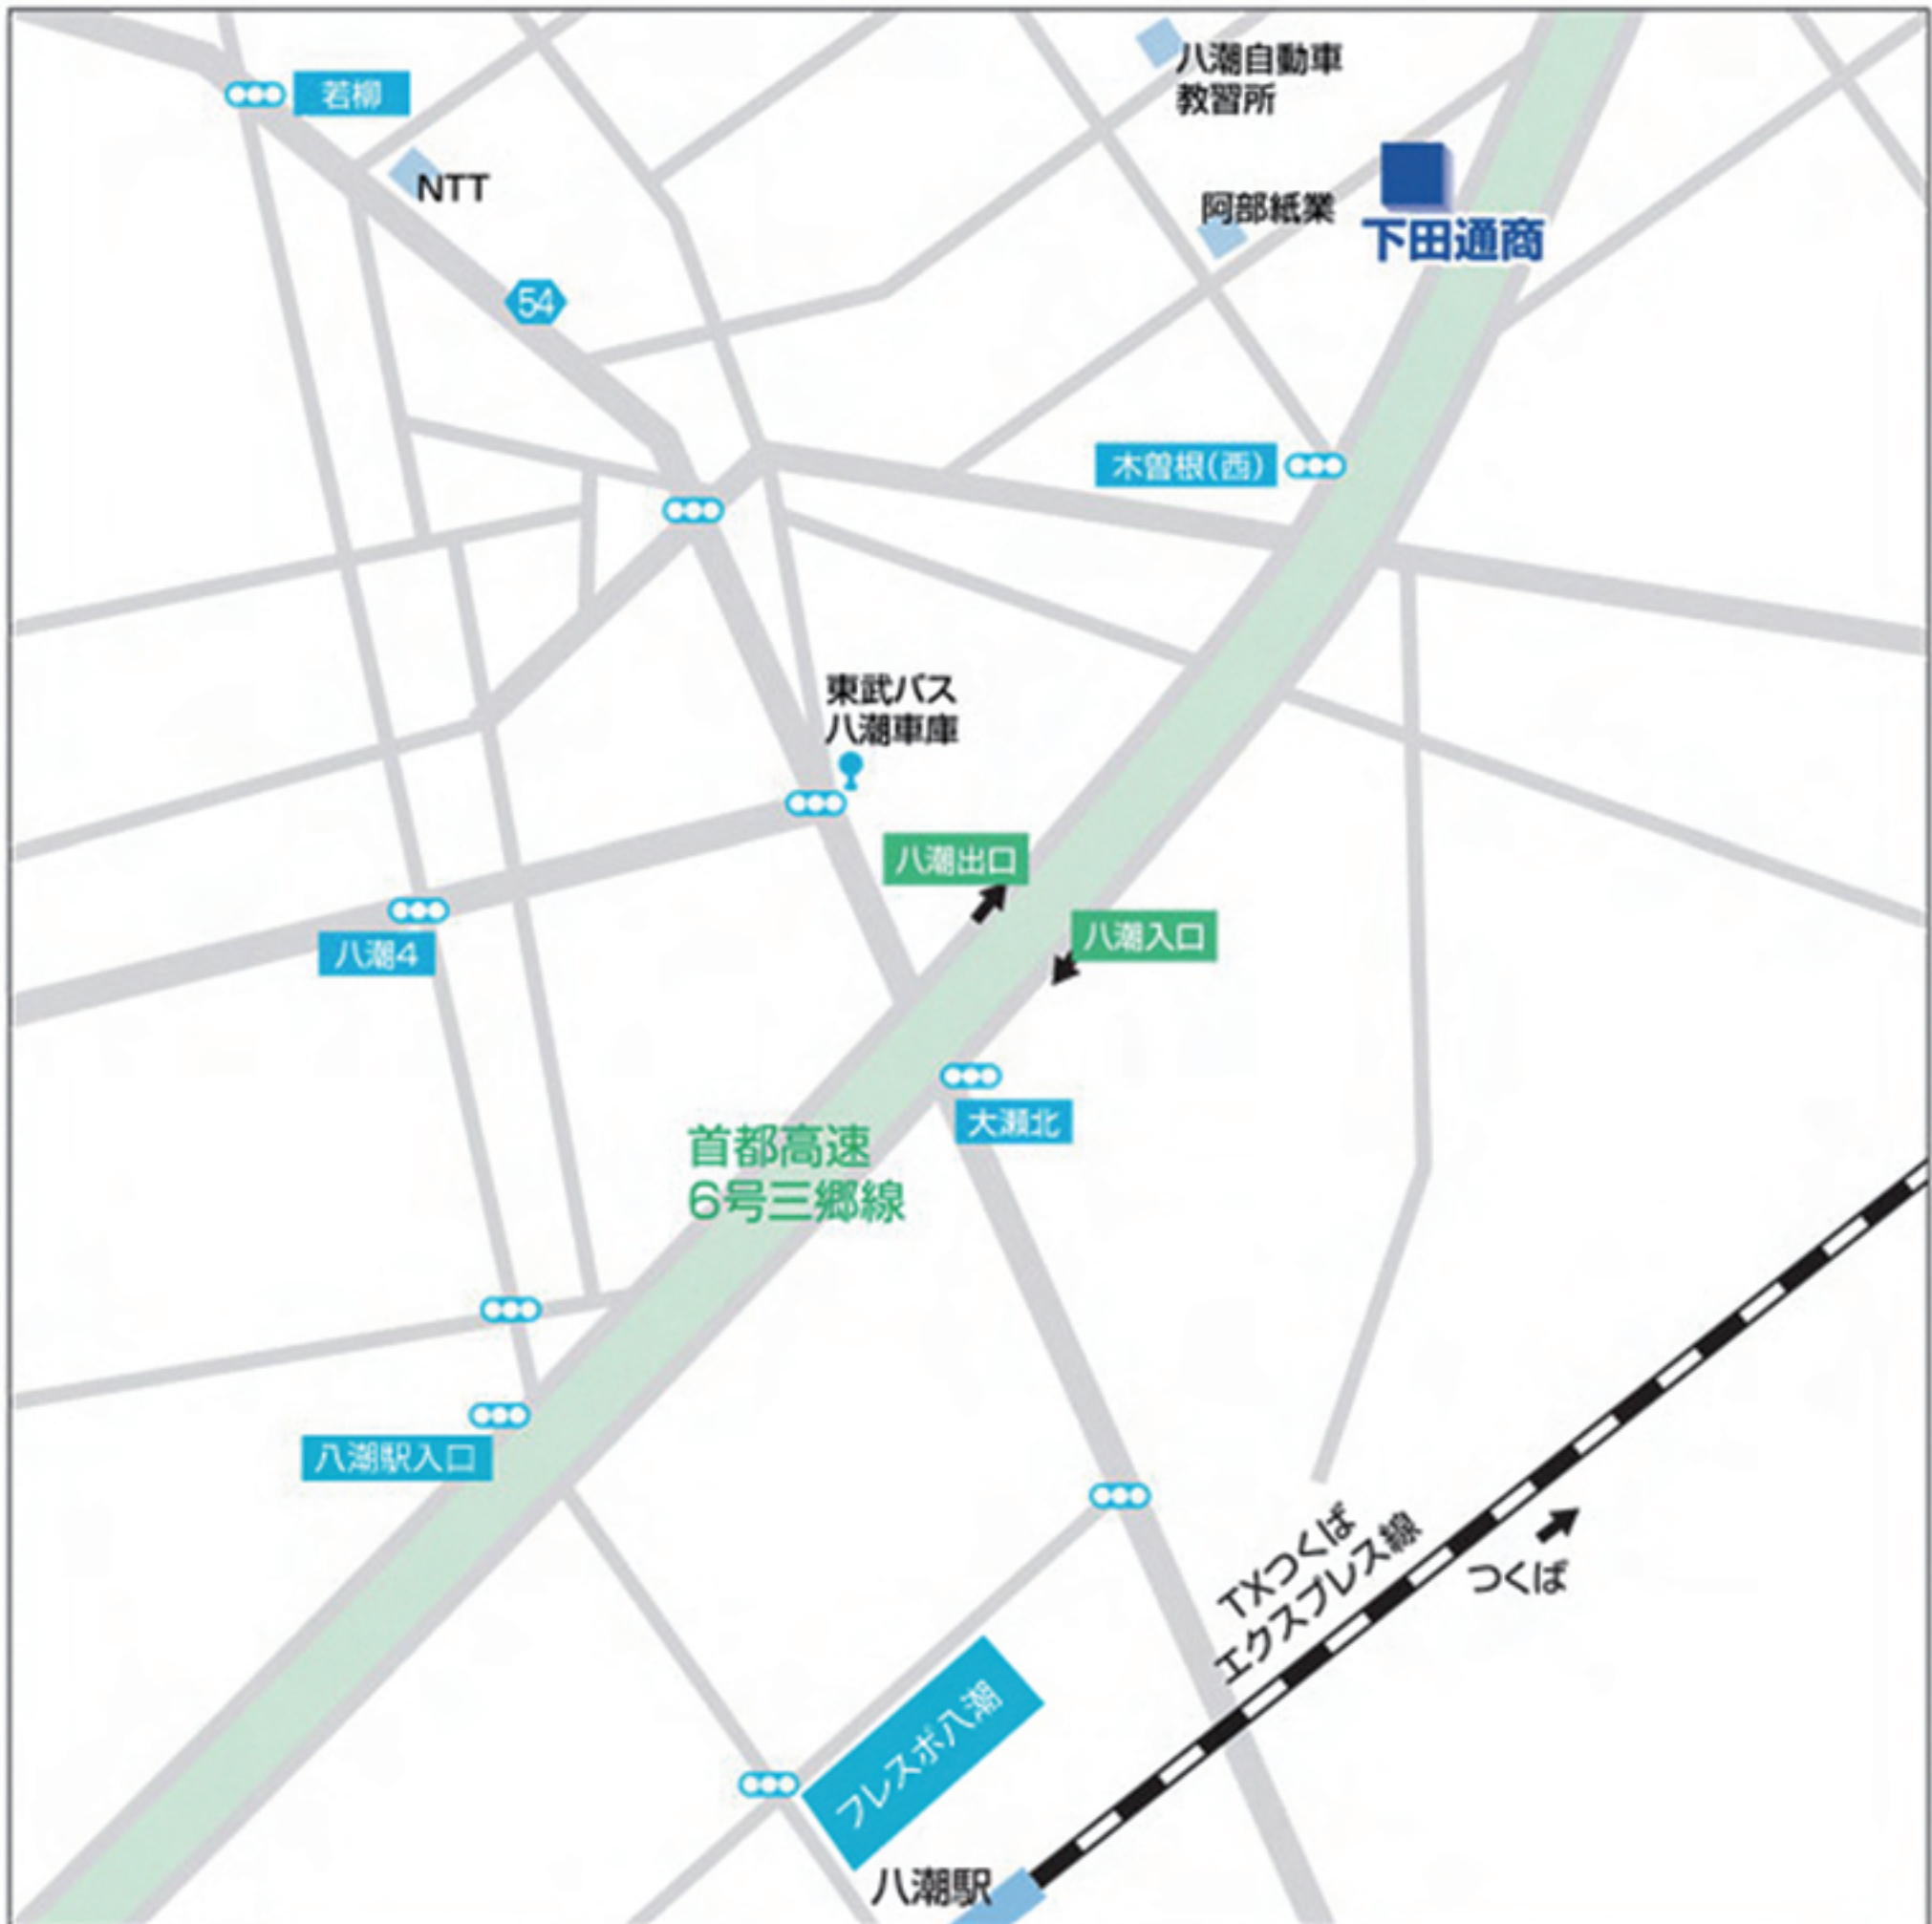 八潮自動車
教習所
若柳
NTT
阿部紙業
下田通商
54
木曽根(西)
東武バス
八潮車庫
八潮出口
八潮入口
八潮4
大瀬北
首都高速
6号三郷線
八潮駅入口
TXつくば
エクスプレス線
つくば
フレスポ八潮
八潮駅